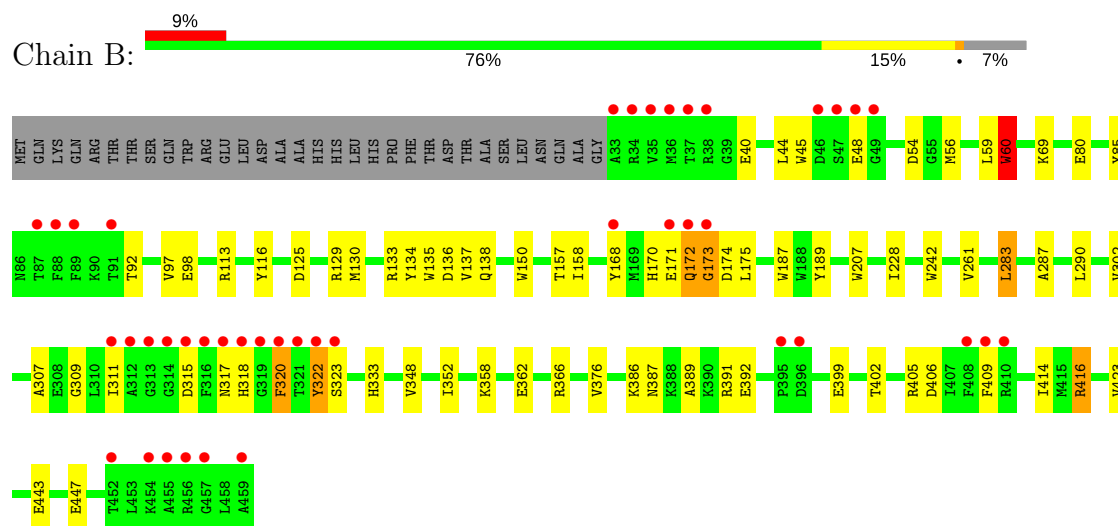 9%
Chain B:
76% 15% • 7%
MET GLN LYS GLN ARG THR THR SER GLN TRP ARG GLU LEU ASP ALA ALA HIS HIS LEU HIS PRO PHE THR ASP THR ALA SER LEU ASN GLN ALA GLY A33 R34 V35 M36 T37 R38 G39 E40 L44 W45 D46 S47 E48 G49 D54 G55 M56 L59 W60 K69 E80 Y85
N86 T87 F88 F89 K90 T91 T92 V97 E98 R113 Y116 D125 R129 M130 R133 Y134 W135 D136 V137 Q138 W150 T157 I158 Y168 M169 H170 E171 Q172 G173 D174 L175 W187 W188 Y189 W207 I228 W242 V261 L283 A287 L290 V302
A307 E308 G309 L310 I311 A312 G313 G314 D315 F316 N317 H318 G319 F320 T321 Y322 S323 H333 V348 I352 K358 E362 R366 V376 K386 N387 K388 A389 K390 R391 E392 P395 D396 E399 T402 R405 D406 I407 F408 F409 R410 I414 M415 R416
E443 E447 T452 L453 K454 A455 R456 G457 L458 A459